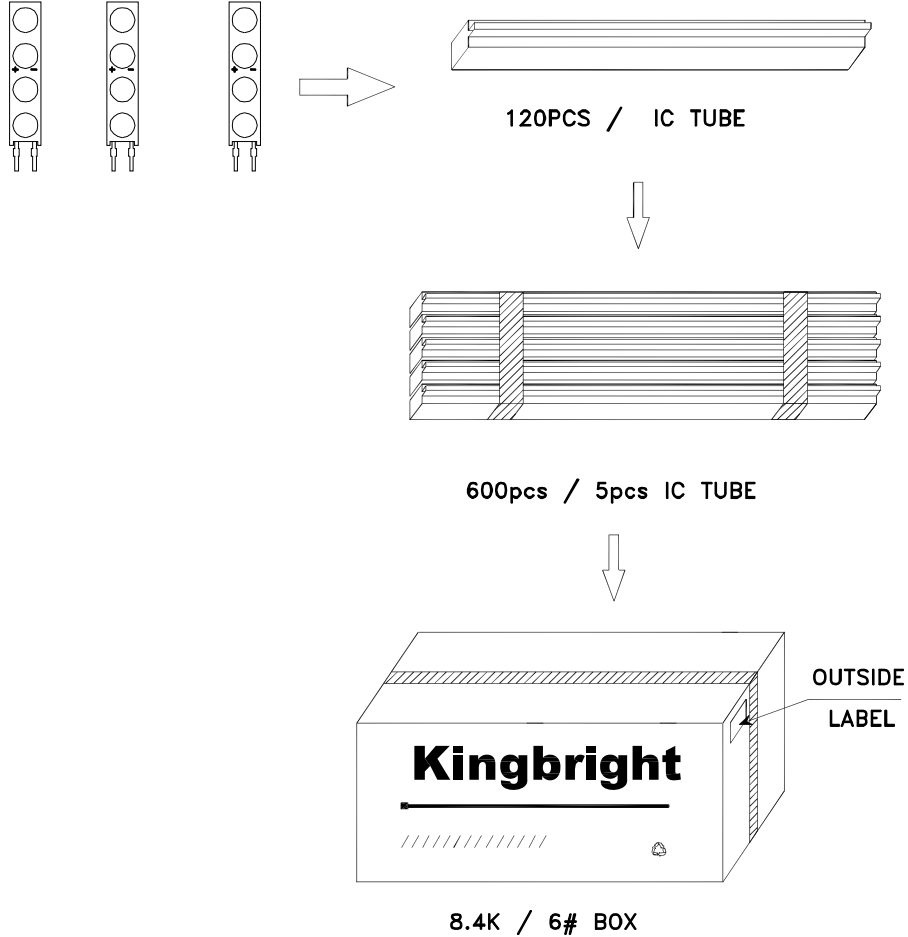 + -
+ -
+ -
120PCS / IC TUBE
600pcs / 5pcs IC TUBE
OUTSIDE
LABEL
Kingbright
8.4K / 6# BOX